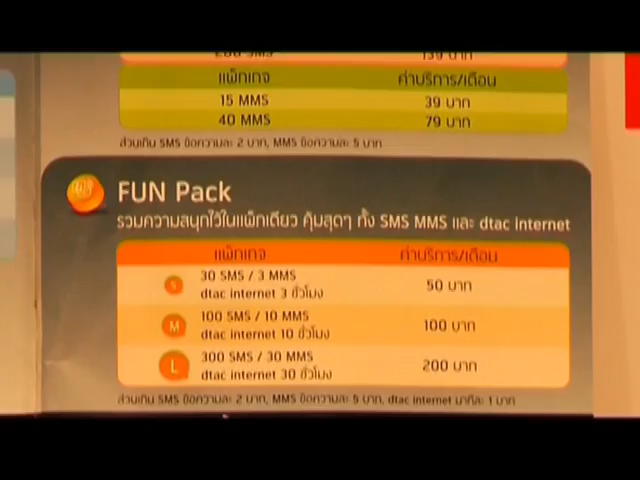 200 SMS 139 บาท
แพ็กเกจ ค่าบริการ/เดือน
15 MMS 39 บาท
40 MMS 79 บาท
ส่วนเกิน SMS ข้อความละ 2 บาท, MMS ข้อความละ 5 บาท
FUN Pack
รวมความสนุกไว้ในแพ็กเดียว คุ้มสุดๆ ทั้ง SMS MMS และ dtac internet
แพ็กเกจ ค่าบริการ/เดือน
S 30 SMS / 3 MMS
dtac internet 3 ชั่วโมง 50 บาท
M 100 SMS / 10 MMS
dtac internet 10 ชั่วโมง 100 บาท
L 300 SMS / 30 MMS
dtac internet 30 ชั่วโมง 200 บาท
ส่วนเกิน SMS ข้อความละ 2 บาท, MMS ข้อความละ 5 บาท, dtac internet นาทีละ 1 บาท